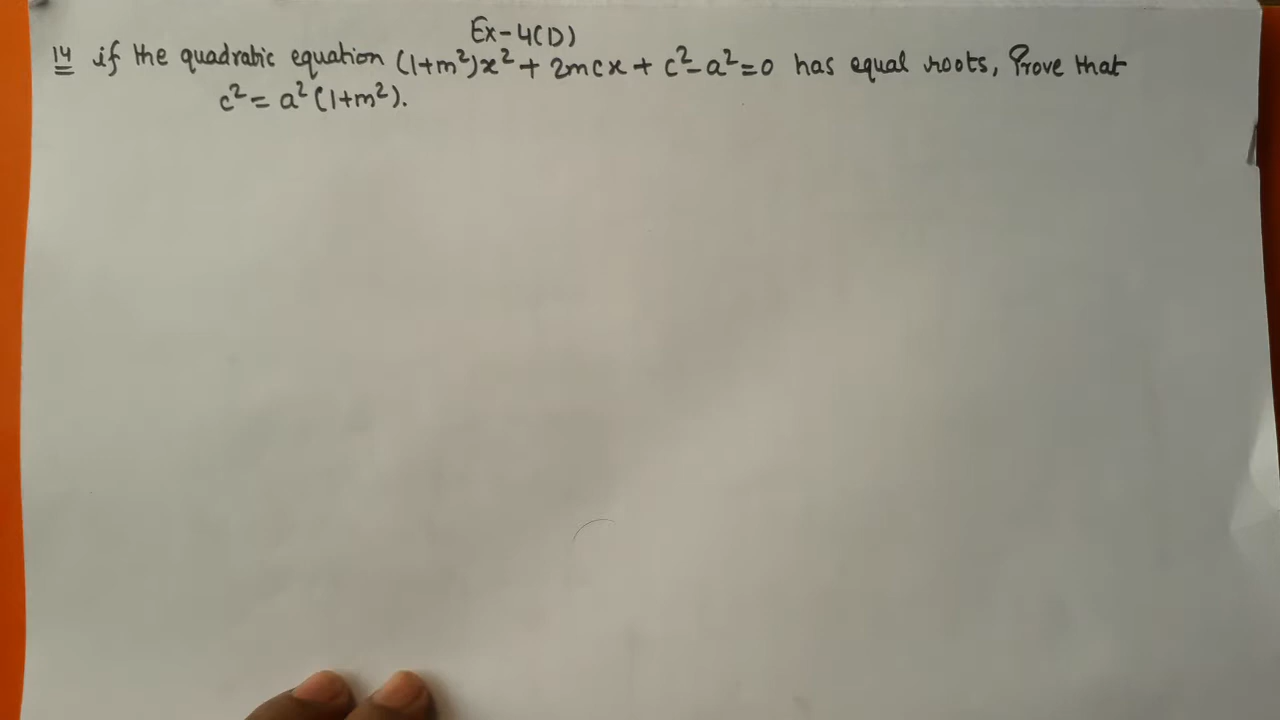 Ex-4(D)
14 if the quadratic equation (1+m²)x² + 2mcx + c²-a²=0 has equal roots, Prove that
c² = a²(1+m²).